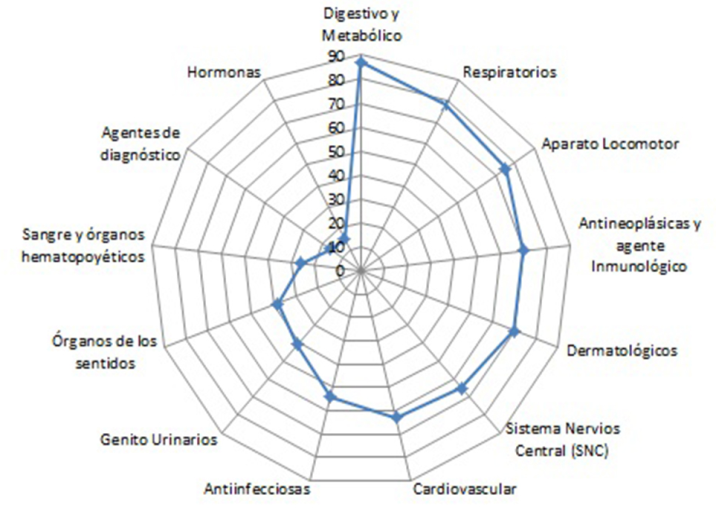 Digestivo y
Metabólico
Respiratorios
Aparato Locomotor
Antineoplásicas y
agente
Inmunológico
Dermatológicos
Sistema Nervios
Central (SNC)
Cardiovascular
Antiinfecciosas
Genito Urinarios
Órganos de los
sentidos
Sangre y órganos
hematopoyéticos
Agentes de
diagnóstico
Hormonas
90
80
70
60
50
40
30
20
10
0